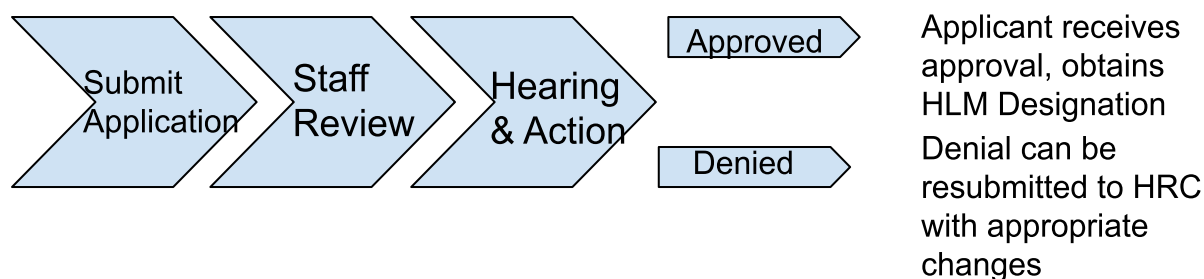 Submit
Application
Staff
Review
Hearing
& Action
Approved
Denied
Applicant receives
approval, obtains
HLM Designation
Denial can be
resubmitted to HRC
with appropriate
changes